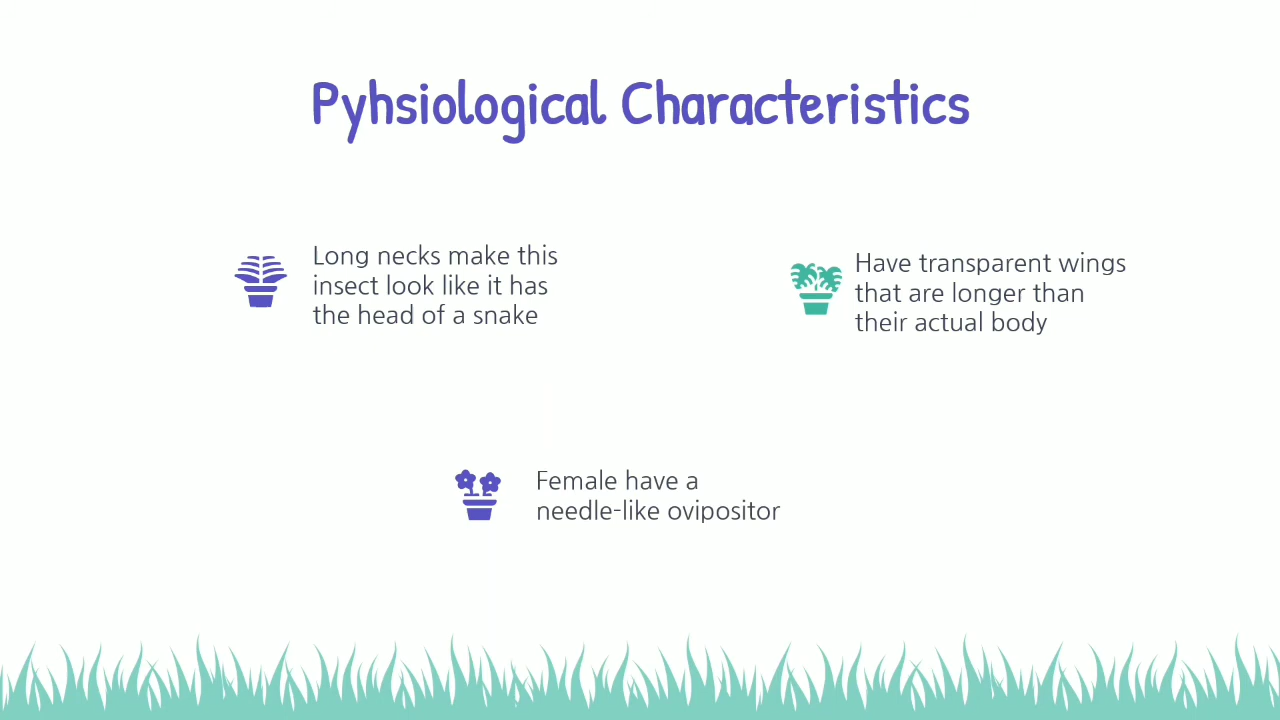 Pyhsiological Characteristics
Long necks make this
insect look like it has
the head of a snake
Have transparent wings
that are longer than
their actual body
Female have a
needle-like ovipositor